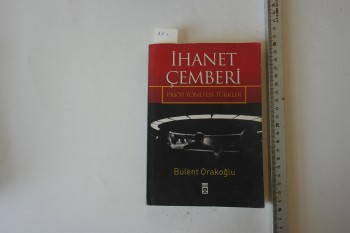 İHANET
ÇEMBERİ
PKK'YI YÖNETEN TÜRKLER
Bülent Orakoğlu